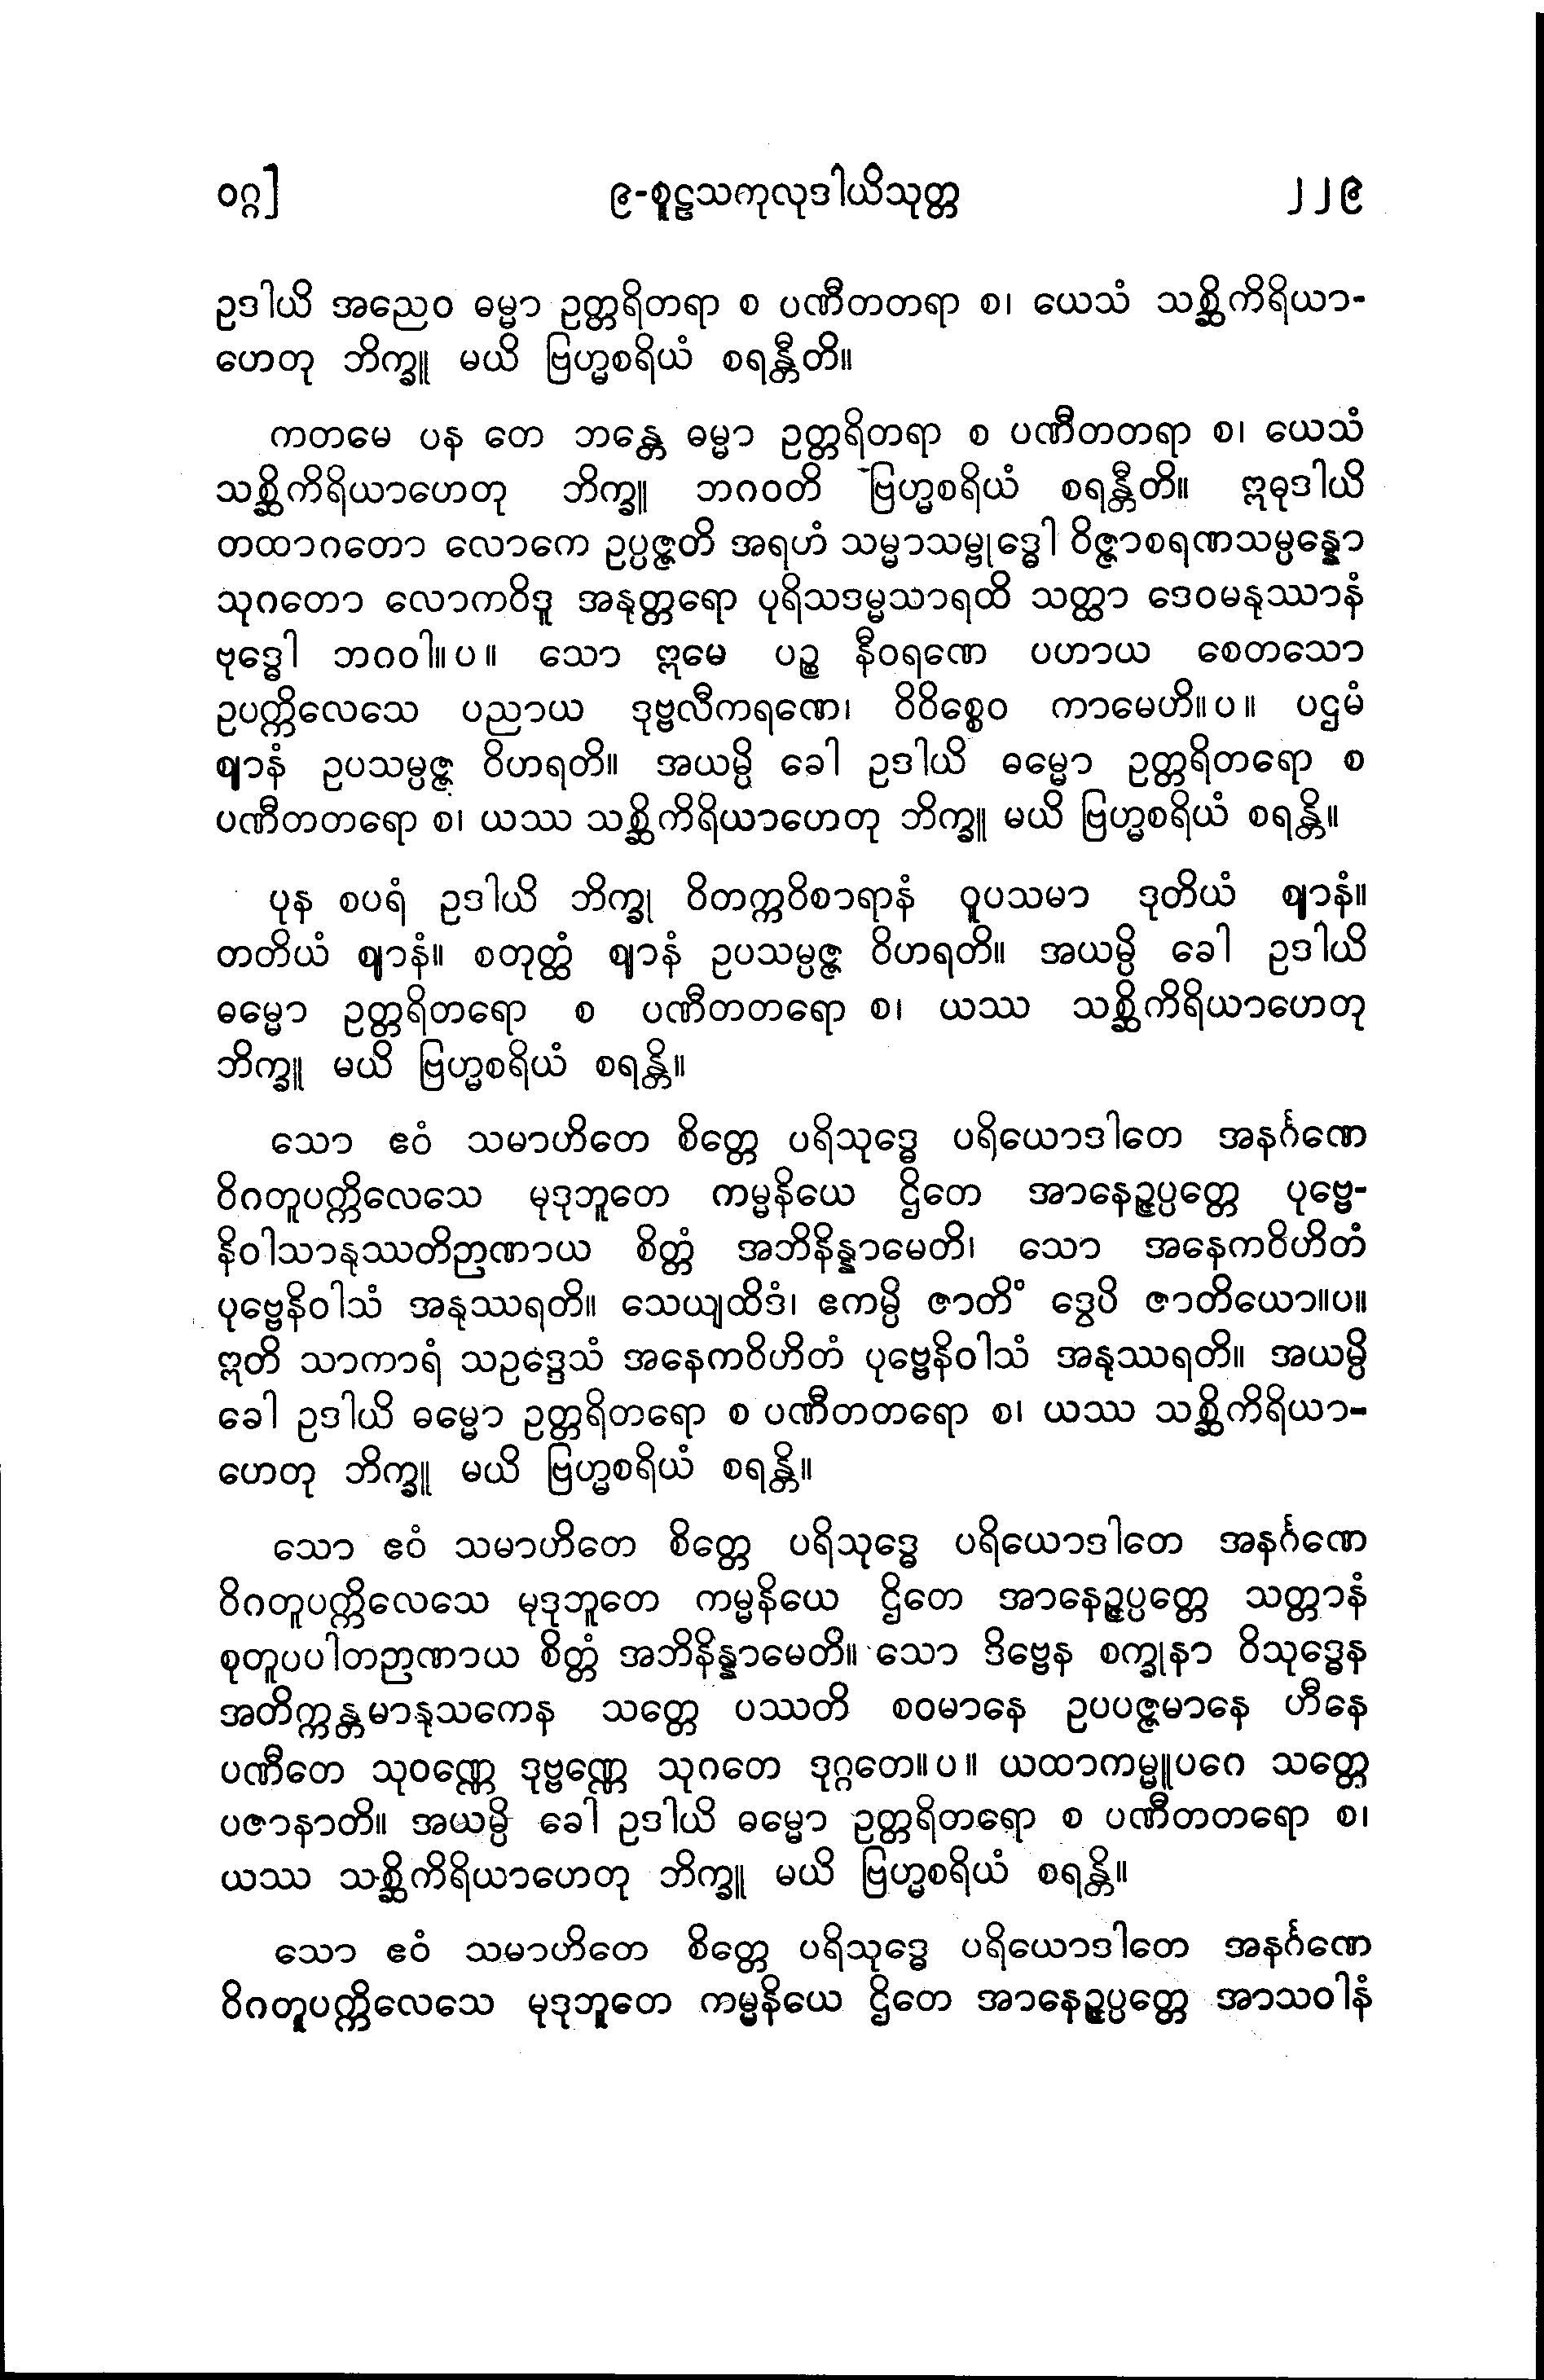 ဝဂ္ဂ]
၉-စူဠသကုလုဒါယိသုတ္တ
၂၂၉
ဥဒါယိ အညေဝ ဓမ္မာ ဥတ္တရိတရာ စ ပဏီတတရာ စ၊ ယေသံ သစ္ဆိကိရိယာ-
ဟေတု ဘိက္ခူ မယိ ဗြဟ္မစရိယံ စရန္တီတိ။
ကတမေ ပန တေ ဘန္တေ ဓမ္မာ ဥတ္တရိတရာ စ ပဏီတတရာ စ၊ ယေသံ
သစ္ဆိကိရိယာဟေတု ဘိက္ခူ ဘဂဝတိ ဗြဟ္မစရိယံ စရန္တီတိ။ ဣဓုဒါယိ
တထာဂတော လောကေ ဥပ္ပဇ္ဇတိ အရဟံ သမ္မာသမ္ဗုဒ္ဓေါ ဝိဇ္ဇာစရဏသမ္ပန္နော
သုဂတော လောကဝိဒူ အနုတ္တရော ပုရိသဒမ္မသာရထိ သတ္ထာ ဒေဝမနုဿာနံ
ဗုဒ္ဓေါ ဘဂဝါ။ပ။ သော ဣမေ ပဉ္စ နီဝရဏေ ပဟာယ စေတသော
ဥပက္ကိလေသေ ပညာယ ဒုဗ္ဗလီကရဏေ၊ ဝိဝိစ္စေဝ ကာမေဟိ။ပ။ ပဌမံ
ဈာနံ ဥပသမ္ပဇ္ဇ ဝိဟရတိ။ အယမ္ပိ ခေါ ဥဒါယိ ဓမ္မော ဥတ္တရိတရော စ
ပဏီတတရော စ၊ ယဿ သစ္ဆိကိရိယာဟေတု ဘိက္ခူ မယိ ဗြဟ္မစရိယံ စရန္တိ။
ပုန စပရံ ဥဒါယိ ဘိက္ခု ဝိတက္ကဝိစာရာနံ ဝူပသမာ ဒုတိယံ ဈာနံ။
တတိယံ ဈာနံ။ စတုတ္ထံ ဈာနံ ဥပသမ္ပဇ္ဇ ဝိဟရတိ။ အယမ္ပိ ခေါ ဥဒါယိ
ဓမ္မော ဥတ္တရိတရော စ ပဏီတတရော စ၊ ယဿ သစ္ဆိကိရိယာဟေတု
ဘိက္ခူ မယိ ဗြဟ္မစရိယံ စရန္တိ။
သော ဧဝံ သမာဟိတေ စိတ္တေ ပရိသုဒ္ဓေ ပရိယောဒါတေ အနင်္ဂဏေ
ဝိဂတူပက္ကိလေသေ မုဒုဘူတေ ကမ္မနိယေ ဌိတေ အာနေဉ္ဇပ္ပတ္တေ ပုဗ္ဗေ-
နိဝါသာနုဿတိဉာဏာယ စိတ္တံ အဘိနိန္နာမေတိ၊ သော အနေကဝိဟိတံ
ပုဗ္ဗေနိဝါသံ အနုဿရတိ။ သေယျထိဒံ၊ ဧကမ္ပိ ဇာတိံ ဒွေပိ ဇာတိယော။ပ။
ဣတိ သာကာရံ သဥဒ္ဒေသံ အနေကဝိဟိတံ ပုဗ္ဗေနိဝါသံ အနုဿရတိ။ အယမ္ပိ
ခေါ ဥဒါယိ ဓမ္မော ဥတ္တရိတရော စ ပဏီတတရော စ၊ ယဿ သစ္ဆိကိရိယာ-
ဟေတု ဘိက္ခူ မယိ ဗြဟ္မစရိယံ စရန္တိ။
သော ဧဝံ သမာဟိတေ စိတ္တေ ပရိသုဒ္ဓေ ပရိယောဒါတေ အနင်္ဂဏေ
ဝိဂတူပက္ကိလေသေ မုဒုဘူတေ ကမ္မနိယေ ဌိတေ အာနေဉ္ဇပ္ပတ္တေ သတ္တာနံ
စုတူပပါတဉာဏာယ စိတ္တံ အဘိနိန္နာမေတိ။ သော ဒိဗ္ဗေန စက္ခုနာ ဝိသုဒ္ဓေန
အတိက္ကန္တမာနုသကေန သတ္တေ ပဿတိ စဝမာနေ ဥပပဇ္ဇမာနေ ဟီနေ
ပဏီတေ သုဝဏ္ဏေ ဒုဗ္ဗဏ္ဏေ သုဂတေ ဒုဂ္ဂတေ။ပ။ ယထာကမ္မူပဂေ သတ္တေ
ပဇာနာတိ။ အယမ္ပိ ခေါ ဥဒါယိ ဓမ္မော ဥတ္တရိတရော စ ပဏီတတရော စ၊
ယဿ သစ္ဆိကိရိယာဟေတု ဘိက္ခူ မယိ ဗြဟ္မစရိယံ စရန္တိ။
သော ဧဝံ သမာဟိတေ စိတ္တေ ပရိသုဒ္ဓေ ပရိယောဒါတေ အနင်္ဂဏေ
ဝိဂတူပက္ကိလေသေ မုဒုဘူတေ ကမ္မနိယေ ဌိတေ အာနေဉ္ဇပ္ပတ္တေ အာသဝါနံ